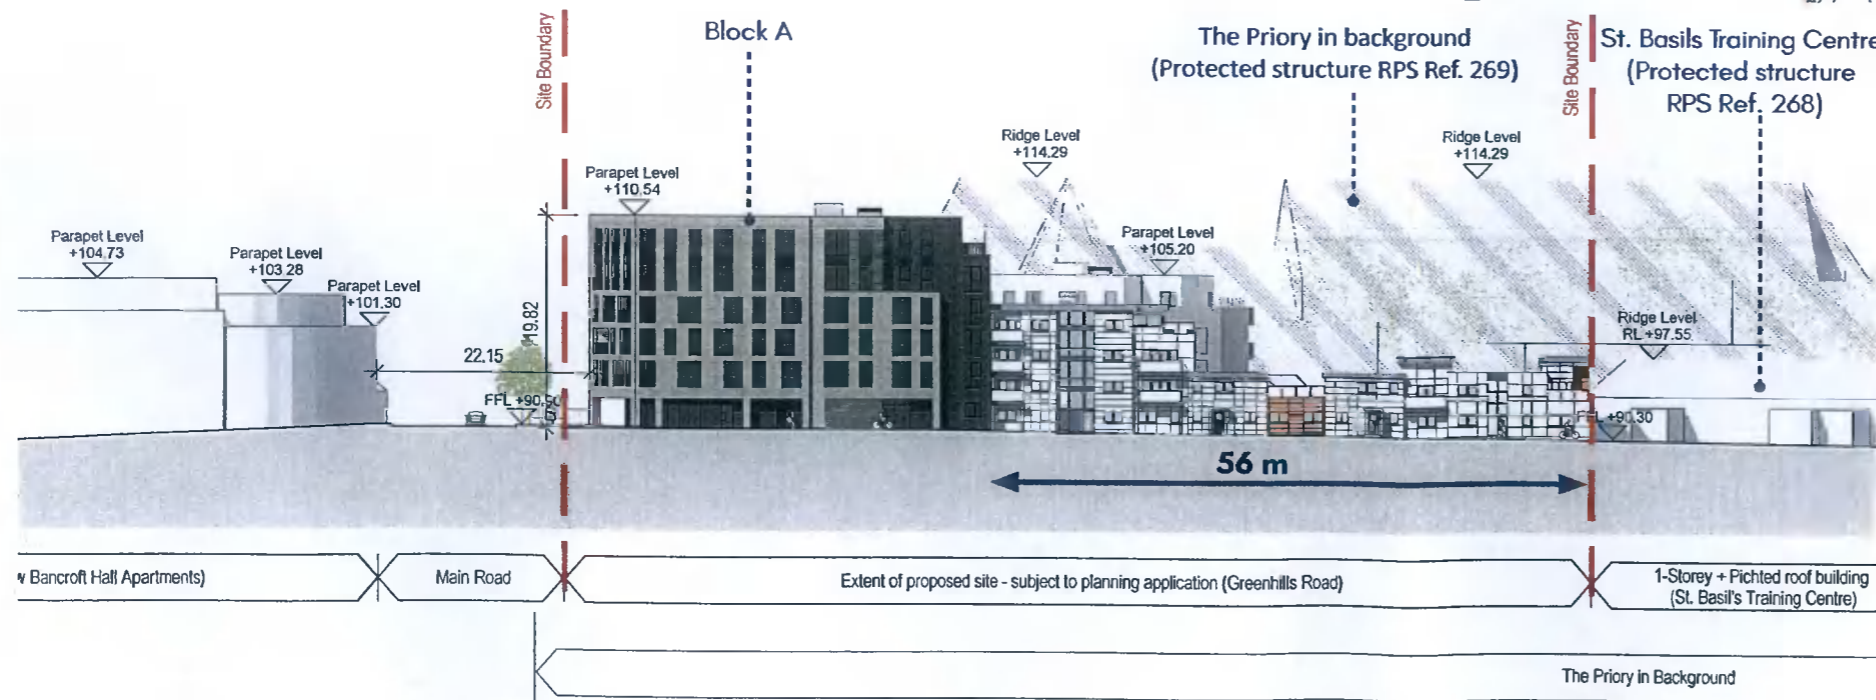 Site Boundary
Block A
The Priory in background
(Protected structure RPS Ref. 269)
Site Boundary
St. Basils Training Centre
(Protected structure
RPS Ref. 268)
Ridge Level
+114.29
Ridge Level
+114.29
Parapet Level
+110.54
Parapet Level
+104.73
Parapet Level
+103.28
Parapet Level
+101.30
Parapet Level
+105.20
19.82
22.15
Ridge Level
RL +97.55
FFL +90.50
+90.30
56 m
Bancroft Hall Apartments)
Main Road
Extent of proposed site - subject to planning application (Greenhills Road)
1-Storey + Pichted roof building
(St. Basil's Training Centre)
The Priory in Background